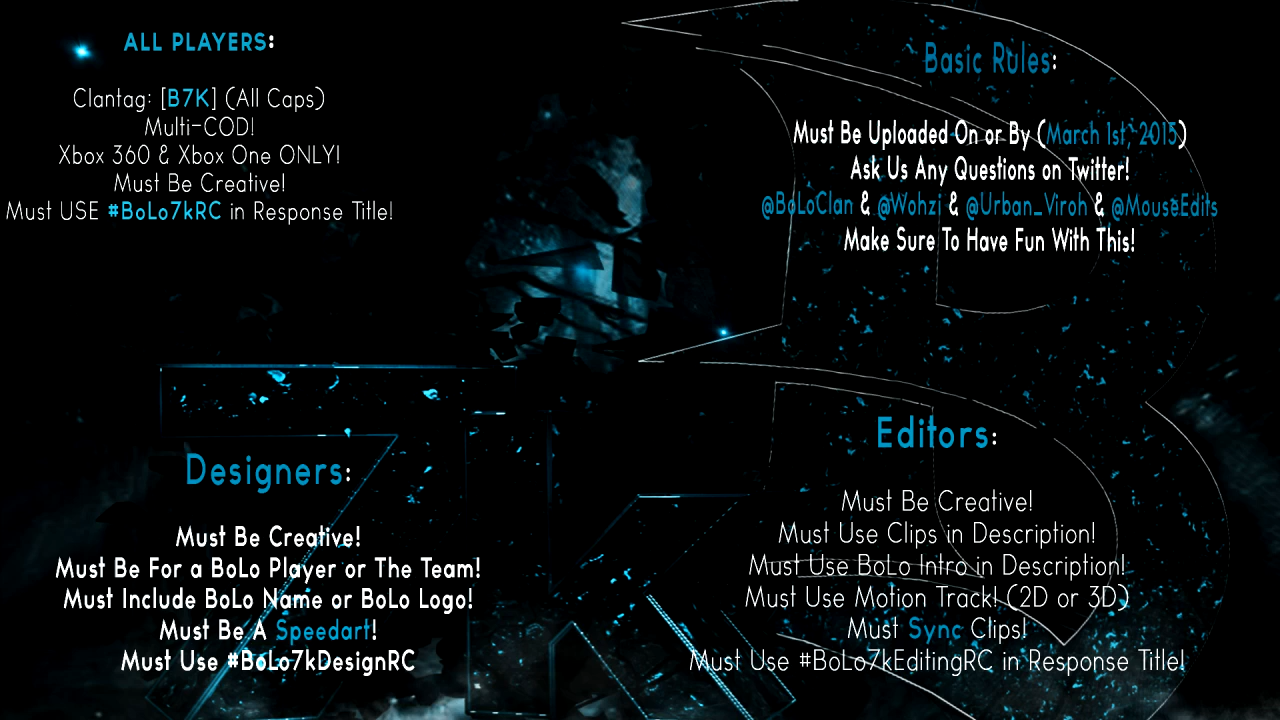 ALL PLAYERS:
Clantag: [B7K] (All Caps)
Multi-COD!
Xbox 360 & Xbox One ONLY!
Must Be Creative!
Must USE #BoLo7kRC in Response Title!
Basic Rules:
Must Be Uploaded On or By (March 1st, 2015)
Ask Us Any Questions on Twitter!
@BoLoClan & @Wohzi & @Urban_Viroh & @MouseEdits
Make Sure To Have Fun With This!
Designers:
Must Be Creative!
Must Be For a BoLo Player or The Team!
Must Include BoLo Name or BoLo Logo!
Must Be A Speedart!
Must Use #BoLo7kDesignRC
Editors:
Must Be Creative!
Must Use Clips in Description!
Must Use BoLo Intro in Description!
Must Use Motion Track! (2D or 3D)
Must Sync Clips!
Must Use #BoLo7kEditingRC in Response Title!
7K
B